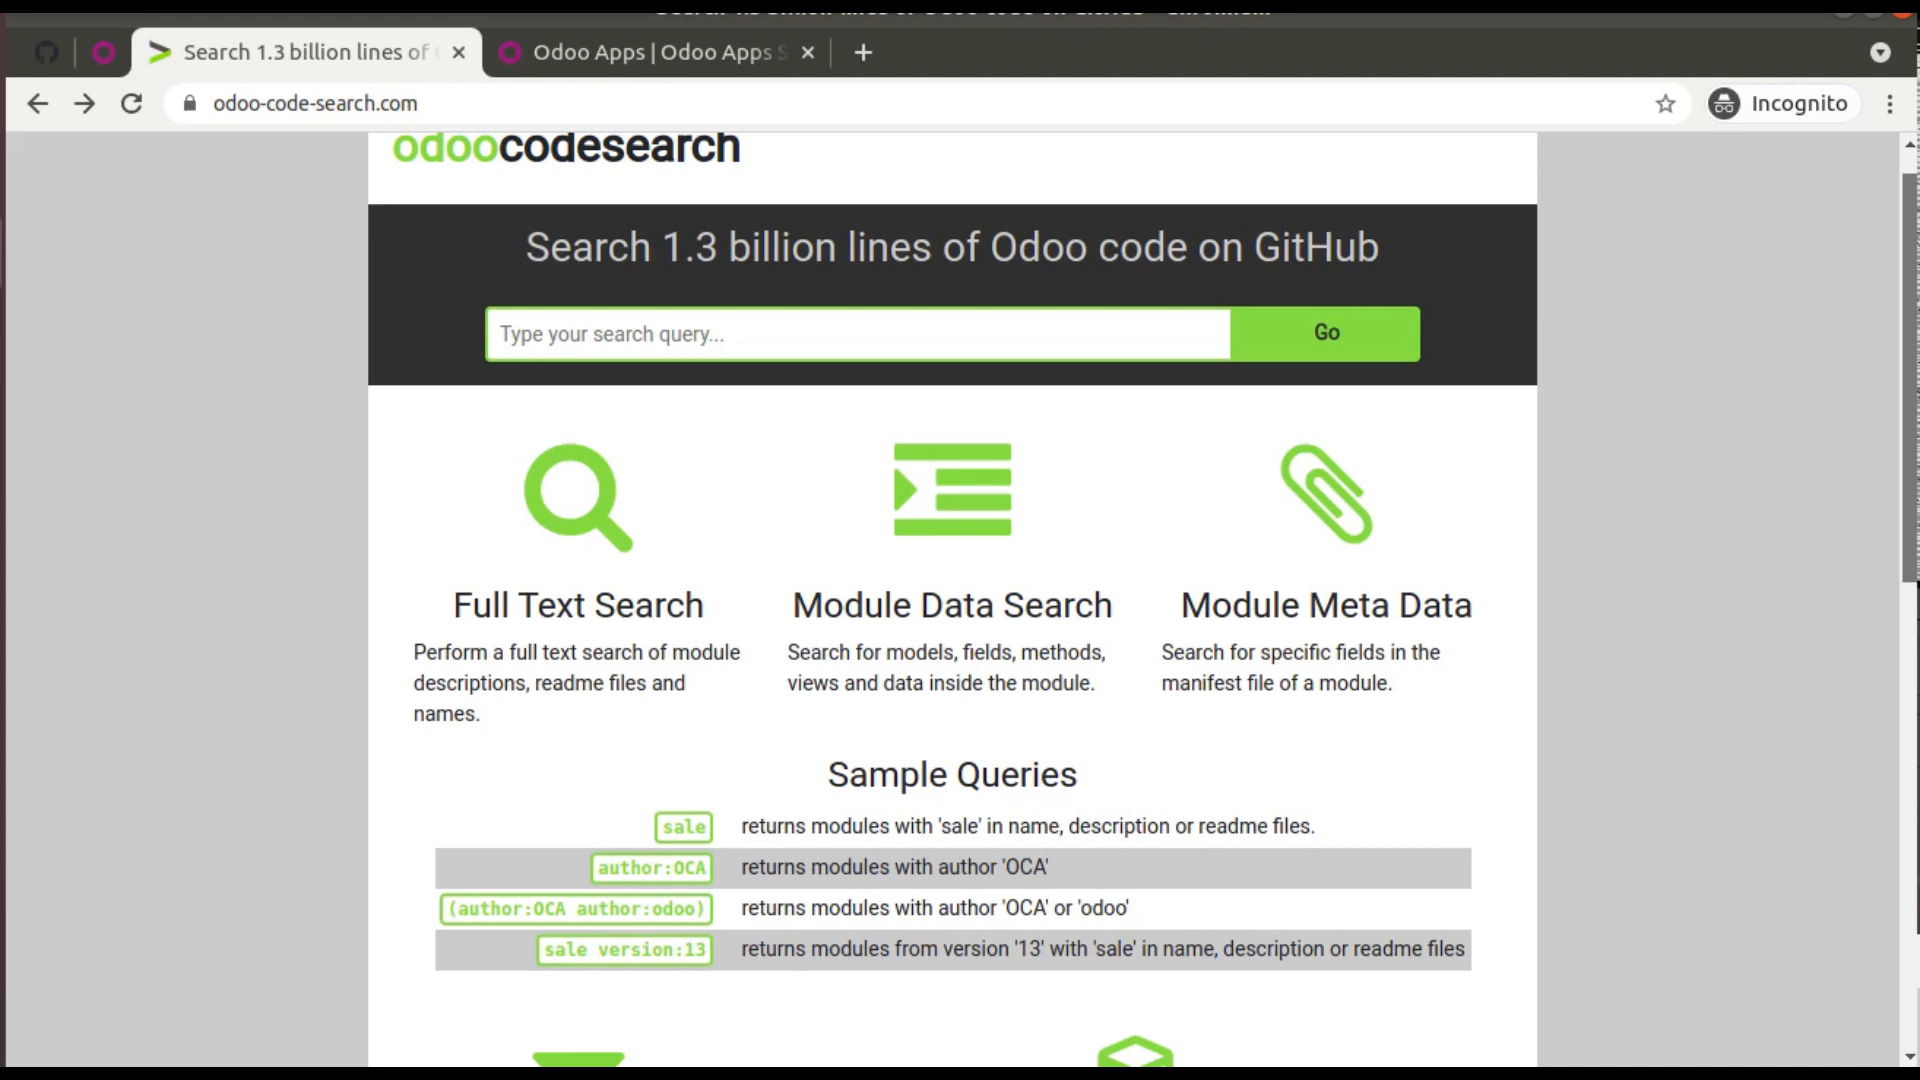 Search 1.3 billion lines of
Odoo Apps | Odoo Apps S
odoo-code-search.com
Incognito
odoocodesearch
Search 1.3 billion lines of Odoo code on GitHub
Type your search query...
Go
Full Text Search
Perform a full text search of module
descriptions, readme files and
names.
Module Data Search
Search for models, fields, methods,
views and data inside the module.
Module Meta Data
Search for specific fields in the
manifest file of a module.
Sample Queries
sale returns modules with 'sale' in name, description or readme files.
author:OCA returns modules with author 'OCA'
(author:OCA author:odoo) returns modules with author 'OCA' or 'odoo'
sale version:13 returns modules from version '13' with 'sale' in name, description or readme files